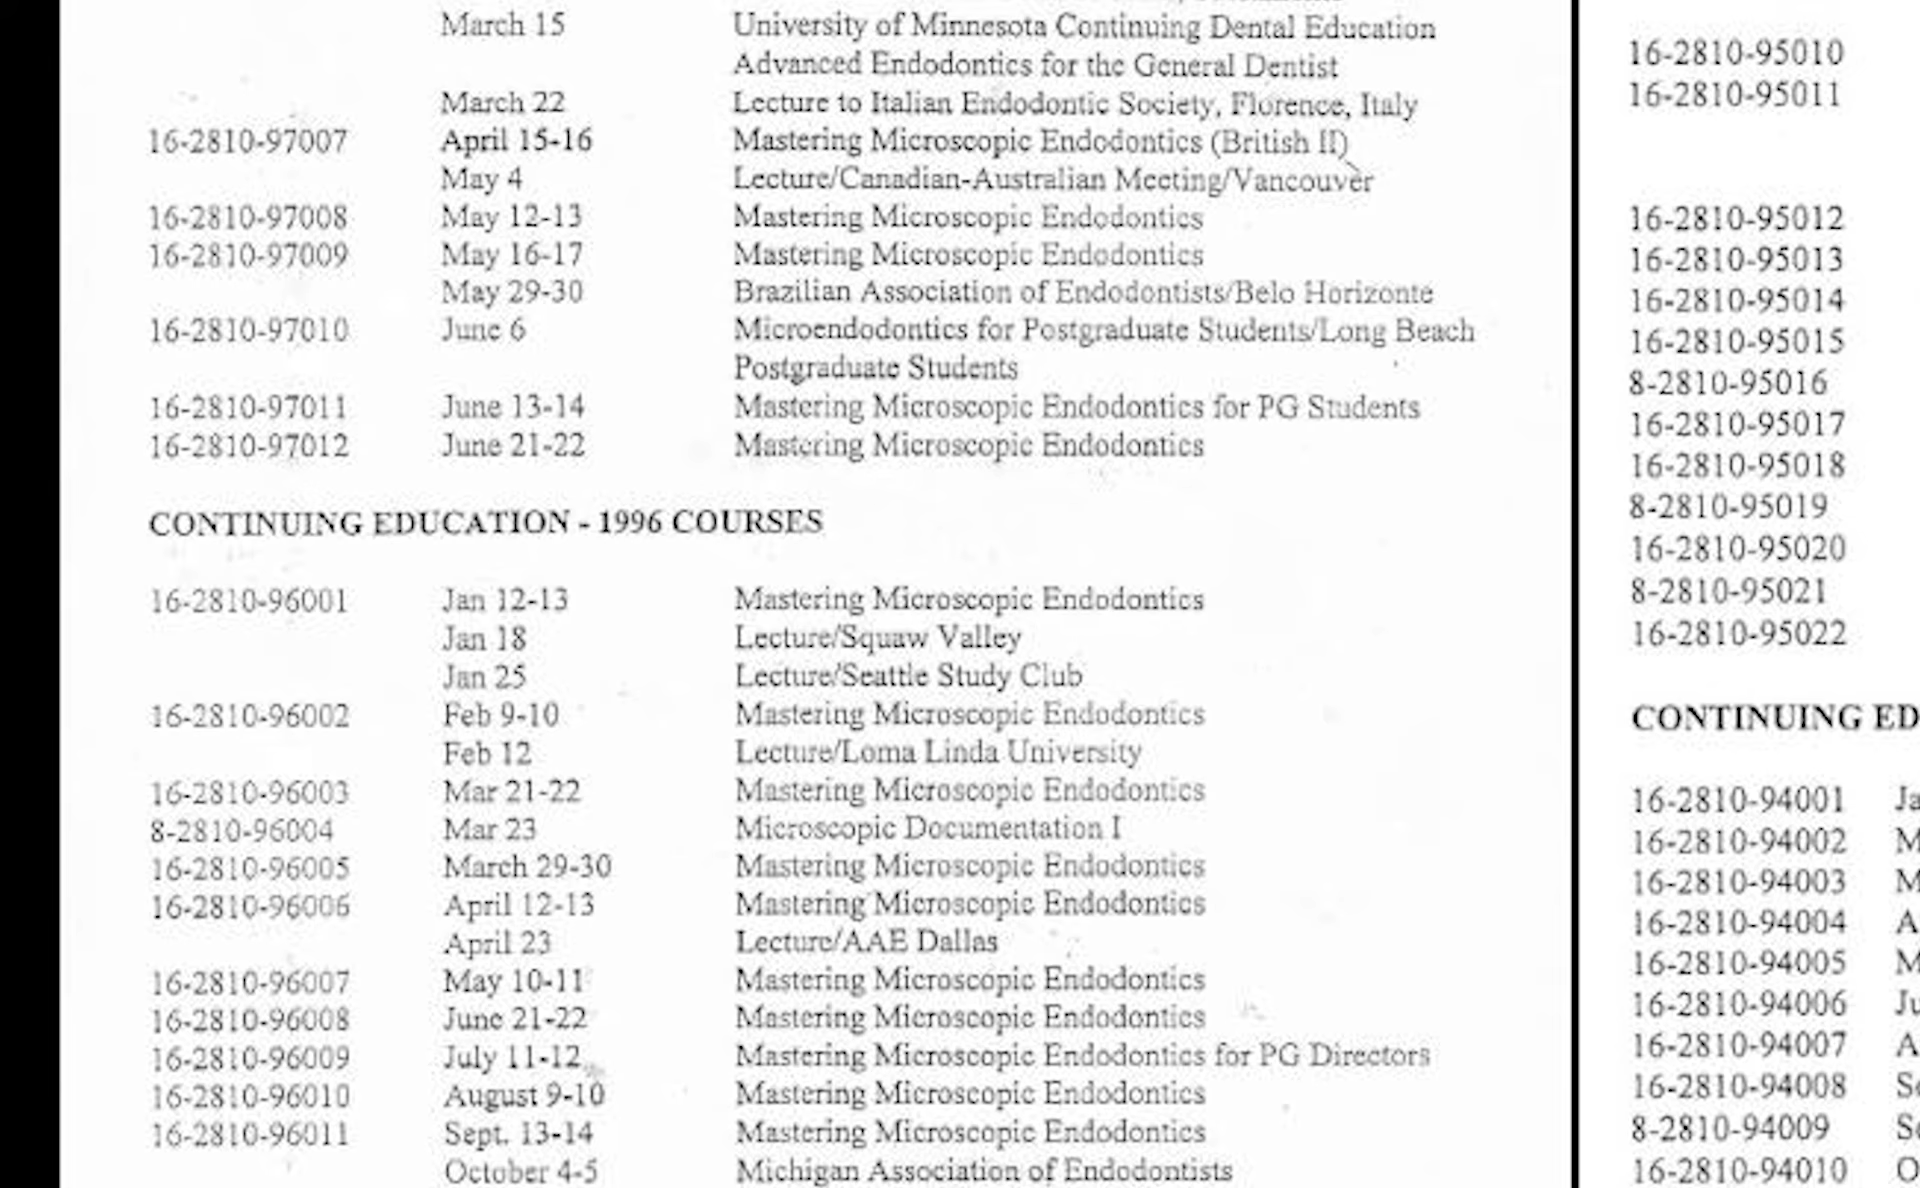 March 15 University of Minnesota Continuing Dental Education
Advanced Endodontics for the General Dentist
March 22 Lecture to Italian Endodontic Society, Florence, Italy
16-2810-97007 April 15-16 Mastering Microscopic Endodontics (British II)
May 4 Lecture/Canadian-Australian Meeting/Vancouver
16-2810-97008 May 12-13 Mastering Microscopic Endodontics
16-2810-97009 May 16-17 Mastering Microscopic Endodontics
May 29-30 Brazilian Association of Endodontists/Belo Horizonte
16-2810-97010 June 6 Microendodontics for Postgraduate Students/Long Beach
Postgraduate Students
16-2810-97011 June 13-14 Mastering Microscopic Endodontics for PG Students
16-2810-97012 June 21-22 Mastering Microscopic Endodontics
CONTINUING EDUCATION - 1996 COURSES
16-2810-96001 Jan 12-13 Mastering Microscopic Endodontics
Jan 18 Lecture/Squaw Valley
Jan 25 Lecture/Seattle Study Club
16-2810-96002 Feb 9-10 Mastering Microscopic Endodontics
Feb 12 Lecture/Loma Linda University
16-2810-96003 Mar 21-22 Mastering Microscopic Endodontics
8-2810-96004 Mar 23 Microscopic Documentation I
16-2810-96005 March 29-30 Mastering Microscopic Endodontics
16-2810-96006 April 12-13 Mastering Microscopic Endodontics
April 23 Lecture/AAE Dallas
16-2810-96007 May 10-11 Mastering Microscopic Endodontics
16-2810-96008 June 21-22 Mastering Microscopic Endodontics
16-2810-96009 July 11-12 Mastering Microscopic Endodontics for PG Directors
16-2810-96010 August 9-10 Mastering Microscopic Endodontics
16-2810-96011 Sept. 13-14 Mastering Microscopic Endodontics
October 4-5 Michigan Association of Endodontists
16-2810-95010
16-2810-95011
16-2810-95012
16-2810-95013
16-2810-95014
16-2810-95015
8-2810-95016
16-2810-95017
16-2810-95018
8-2810-95019
16-2810-95020
8-2810-95021
16-2810-95022
CONTINUING ED
16-2810-94001 Ja
16-2810-94002 M
16-2810-94003 M
16-2810-94004 A
16-2810-94005 M
16-2810-94006 Ju
16-2810-94007 A
16-2810-94008 Se
8-2810-94009 Se
16-2810-94010 O